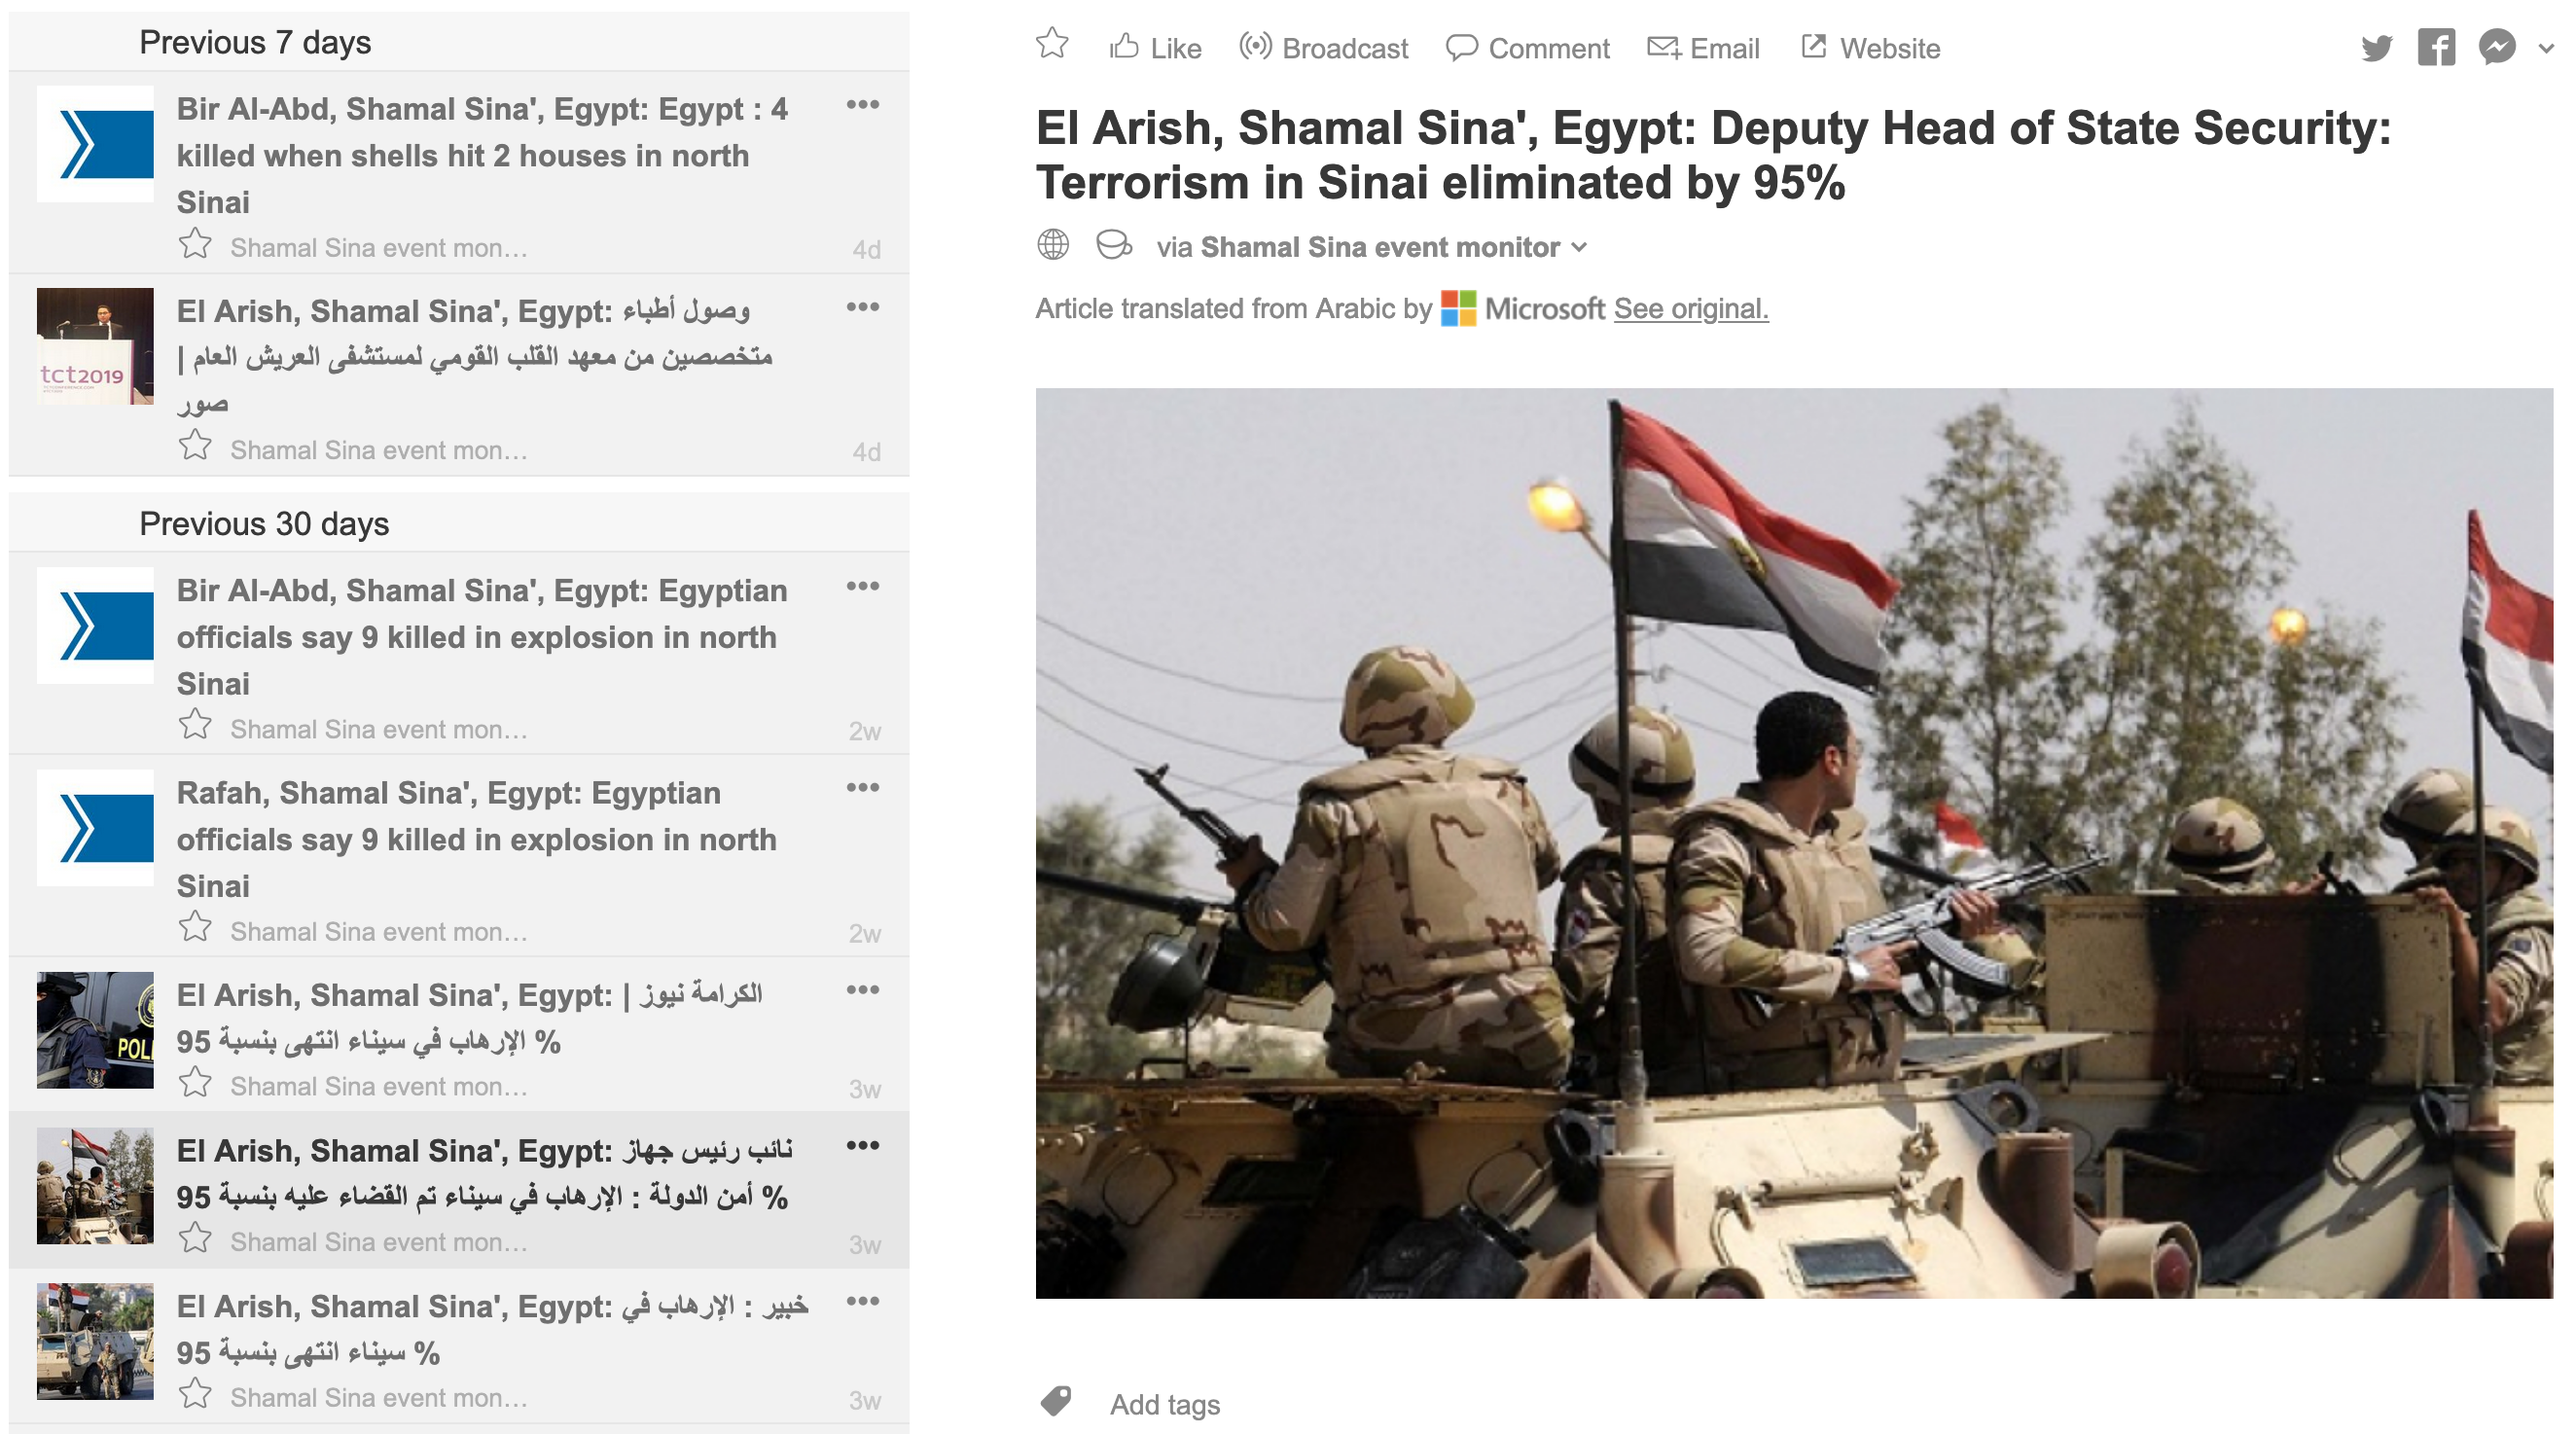 Previous 7 days
Bir Al-Abd, Shamal Sina', Egypt: Egypt : 4
killed when shells hit 2 houses in north
Sinai
Shamal Sina event mon…
4d
El Arish, Shamal Sina', Egypt: وصول أطباء
متخصصين من معهد القلب القومي لمستشفى العريش العام |
صور
tct2019
Shamal Sina event mon…
4d
Previous 30 days
Bir Al-Abd, Shamal Sina', Egypt: Egyptian
officials say 9 killed in explosion in north
Sinai
Shamal Sina event mon…
2w
Rafah, Shamal Sina', Egypt: Egyptian
officials say 9 killed in explosion in north
Sinai
Shamal Sina event mon…
2w
El Arish, Shamal Sina', Egypt: الكرامة نيوز |
الإرهاب في سيناء انتهى بنسبة 95 %
POLI
Shamal Sina event mon…
3w
El Arish, Shamal Sina', Egypt: نائب رئيس جهاز
أمن الدولة : الإرهاب في سيناء تم القضاء عليه بنسبة 95 %
Shamal Sina event mon…
3w
El Arish, Shamal Sina', Egypt: خبير : الإرهاب في
سيناء انتهى بنسبة 95 %
Shamal Sina event mon…
3w
Like Broadcast Comment Email Website
El Arish, Shamal Sina', Egypt: Deputy Head of State Security:
Terrorism in Sinai eliminated by 95%
via Shamal Sina event monitor
Article translated from Arabic by Microsoft See original.
Add tags